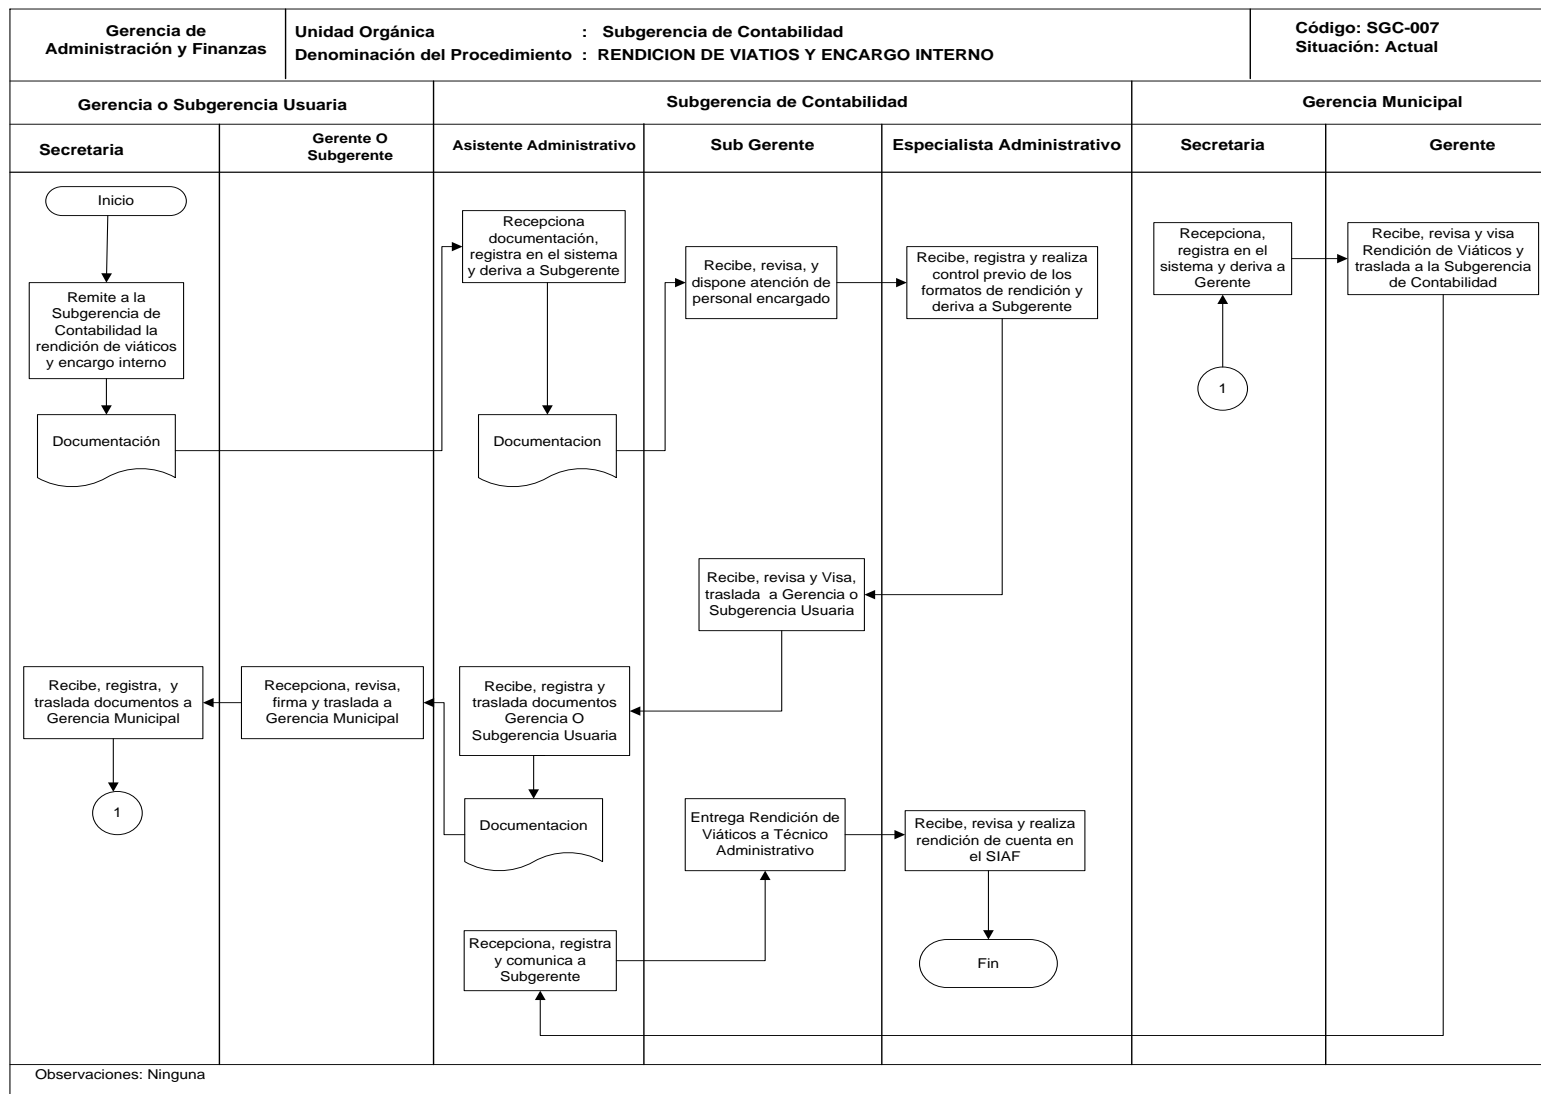 Gerencia de
Administración y Finanzas
Unidad Orgánica : Subgerencia de Contabilidad
Denominación del Procedimiento : RENDICION DE VIATIOS Y ENCARGO INTERNO
Código: SGC-007
Situación: Actual
Gerencia o Subgerencia Usuaria
Subgerencia de Contabilidad
Gerencia Municipal
Secretaria
Gerente O
Subgerente
Asistente Administrativo
Sub Gerente
Especialista Administrativo
Secretaria
Gerente
Inicio
Remite a la
Subgerencia de
Contabilidad la
rendición de viáticos
y encargo interno
Documentación
Recepciona
documentación,
registra en el sistema
y deriva a Subgerente
Documentacion
Recibe, revisa, y
dispone atención de
personal encargado
Recibe, registra y realiza
control previo de los
formatos de rendición y
deriva a Subgerente
Recepciona,
registra en el
sistema y deriva a
Gerente
1
Recibe, revisa y visa
Rendición de Viáticos y
traslada a la Subgerencia
de Contabilidad
Recibe, revisa y Visa,
traslada a Gerencia o
Subgerencia Usuaria
Recibe, registra, y
traslada documentos a
Gerencia Municipal
1
Recepciona, revisa,
firma y traslada a
Gerencia Municipal
Recibe, registra y
traslada documentos
Gerencia O
Subgerencia Usuaria
Documentacion
Entrega Rendición de
Viáticos a Técnico
Administrativo
Recibe, revisa y realiza
rendición de cuenta en
el SIAF
Recepciona, registra
y comunica a
Subgerente
Fin
Observaciones: Ninguna